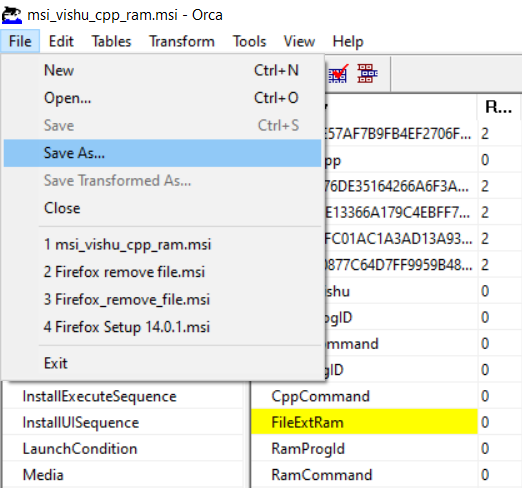 msi_vishu_cpp_ram.msi - Orca
File Edit Tables Transform Tools View Help
New Ctrl+N
Open... Ctrl+O
Save Ctrl+S
Save As...
Save Transformed As...
Close
1 msi_vishu_cpp_ram.msi
2 Firefox remove file.msi
3 Firefox_remove_file.msi
4 Firefox Setup 14.0.1.msi
Exit
R...
E57AF7B9FB4EF2706F... 2
pp 0
76DE35164266A6F3A... 2
E13366A179C4EBFF7... 2
FC01AC1A3AD13A93... 2
0877C64D7FF9959B48... 2
shu 0
ogID 0
ommand 0
gID 0
InstallExecuteSequence CppCommand 0
InstallUISequence FileExtRam 0
LaunchCondition RamProgId 0
Media RamCommand 0